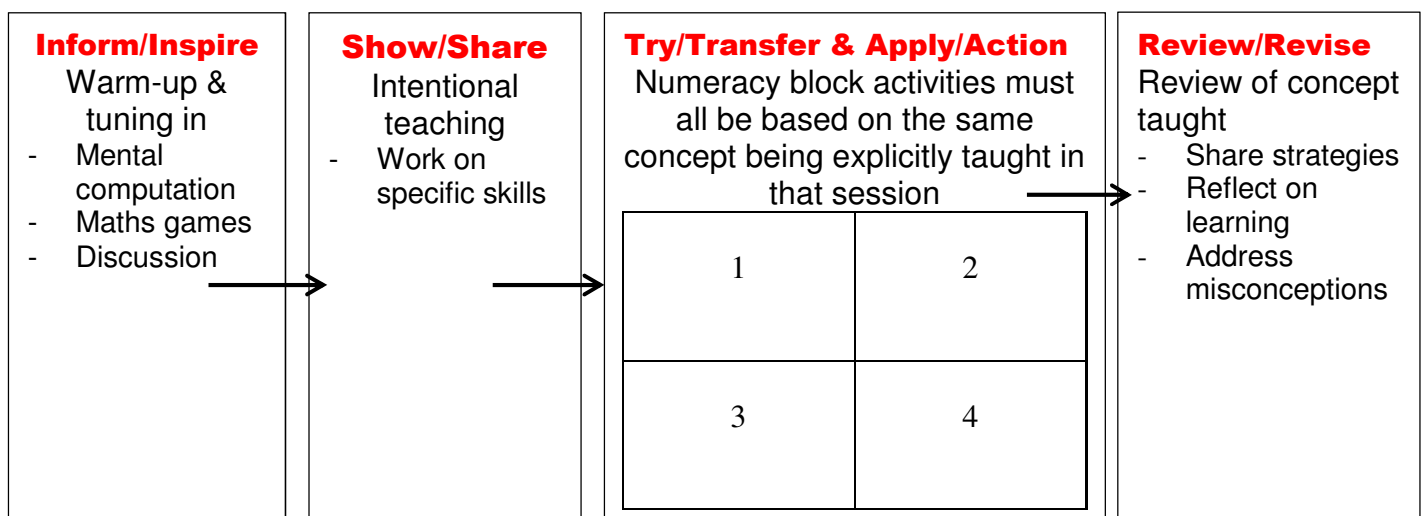 Inform/Inspire
Warm-up &
tuning in
- Mental
computation
- Maths games
- Discussion
Show/Share
Intentional
teaching
- Work on
specific skills
Try/Transfer & Apply/Action
Numeracy block activities must
all be based on the same
concept being explicitly taught in
that session
1 2
3 4
Review/Revise
Review of concept
taught
- Share strategies
- Reflect on
learning
- Address
misconceptions